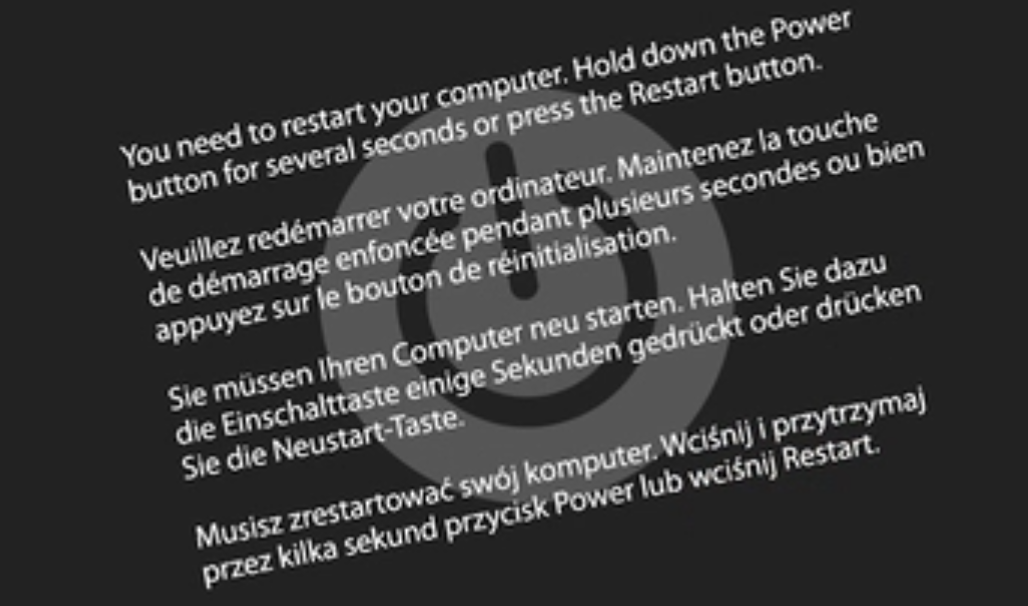 You need to restart your computer. Hold down the Power
button for several seconds or press the Restart button.
Veuillez redémarrer votre ordinateur. Maintenez la touche
de démarrage enfoncée pendant plusieurs secondes ou bien
appuyez sur le bouton de réinitialisation.
Sie müssen Ihren Computer neu starten. Halten Sie dazu
die Einschalttaste einige Sekunden gedrückt oder drücken
Sie die Neustart-Taste.
Musisz zrestartować swój komputer. Wciśnij i przytrzymaj
przez kilka sekund przycisk Power lub wciśnij Restart.